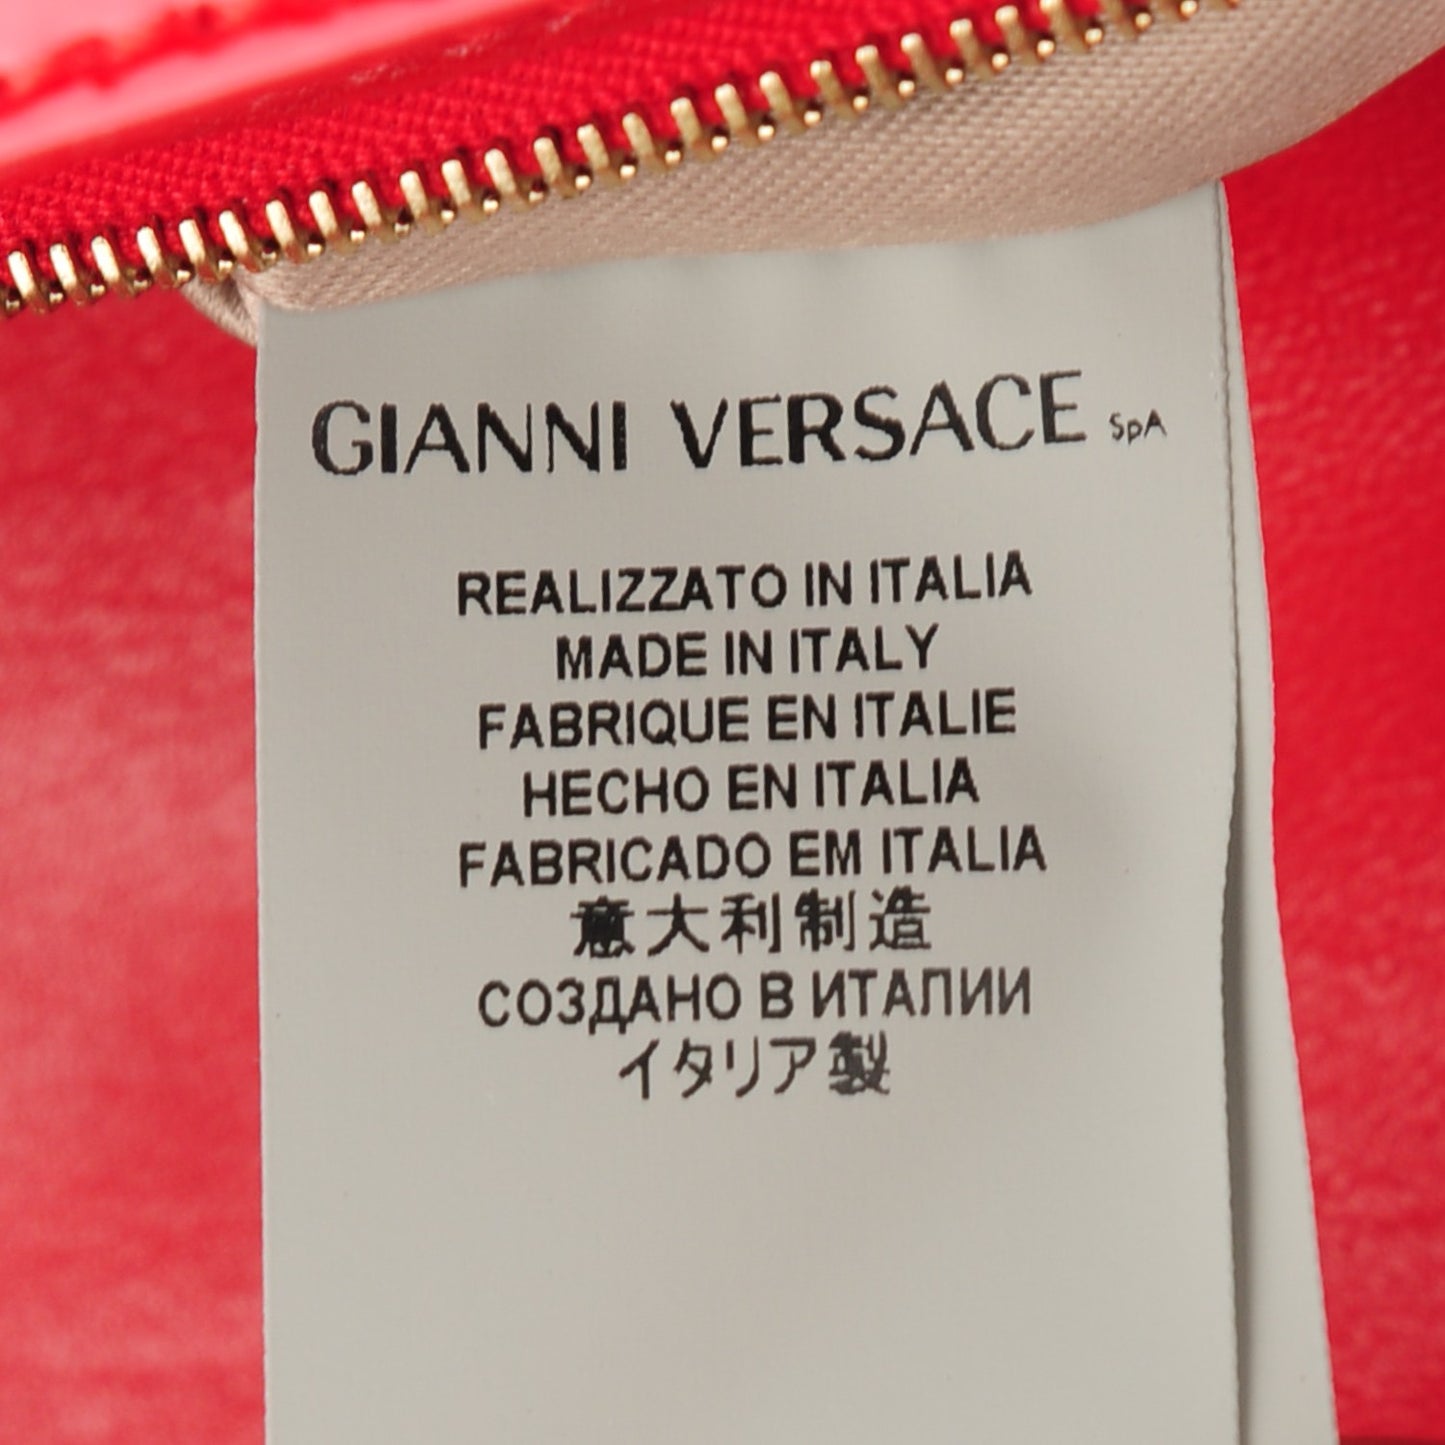 GIANNI VERSACE SpA
REALIZZATO IN ITALIA
MADE IN ITALY
FABRIQUE EN ITALIE
HECHO EN ITALIA
FABRICADO EM ITALIA
意大利制造
СОЗДАНО В ИТАЛИИ
イタリア製